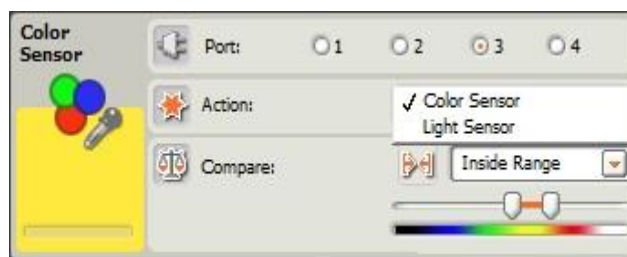 Color
Sensor
Port: 1 2 3 4
Action: ✓ Color Sensor
Light Sensor
Compare: Inside Range